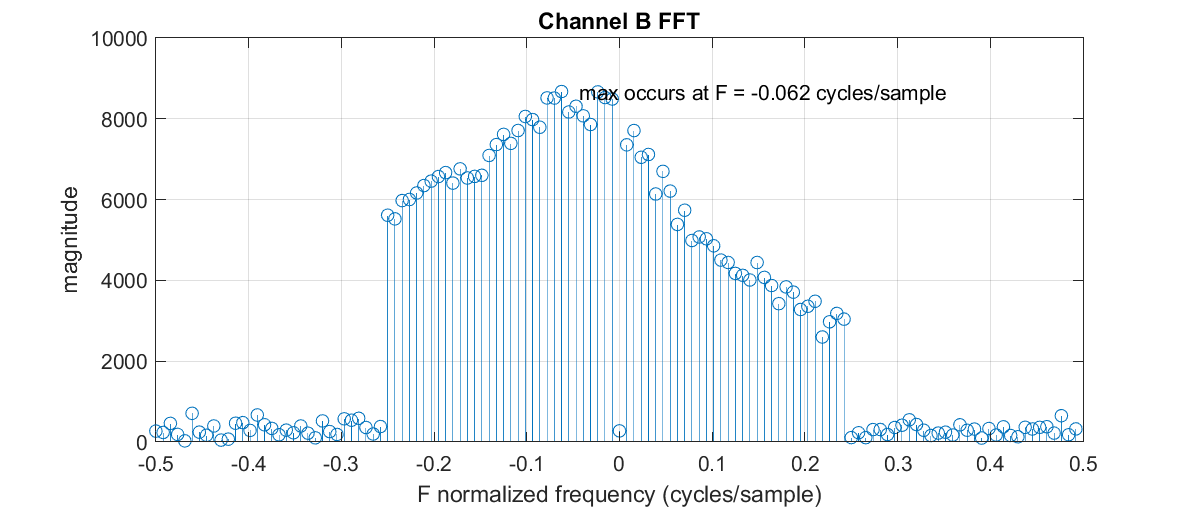 Channel B FFT
10000
8000
6000
4000
2000
0
magnitude
max occurs at F = -0.062 cycles/sample
-0.5 -0.4 -0.3 -0.2 -0.1 0 0.1 0.2 0.3 0.4 0.5
F normalized frequency (cycles/sample)